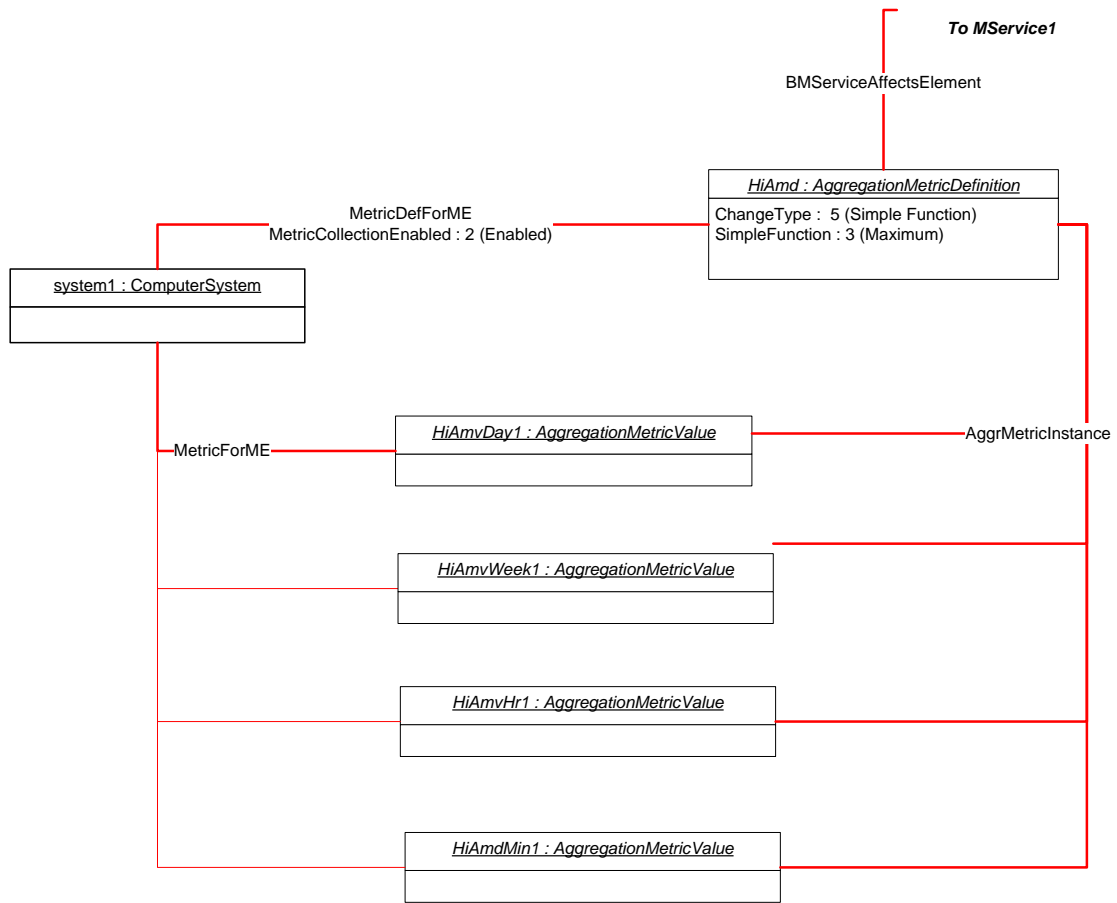 To MService1
BMServiceAffectsElement
HiAmd : AggregationMetricDefinition
ChangeType :  5 (Simple Function)
SimpleFunction : 3 (Maximum)
MetricDefForME
MetricCollectionEnabled : 2 (Enabled)
system1 : ComputerSystem
HiAmvDay1 : AggregationMetricValue
AggrMetricInstance
MetricForME
HiAmvWeek1 : AggregationMetricValue
HiAmvHr1 : AggregationMetricValue
HiAmdMin1 : AggregationMetricValue